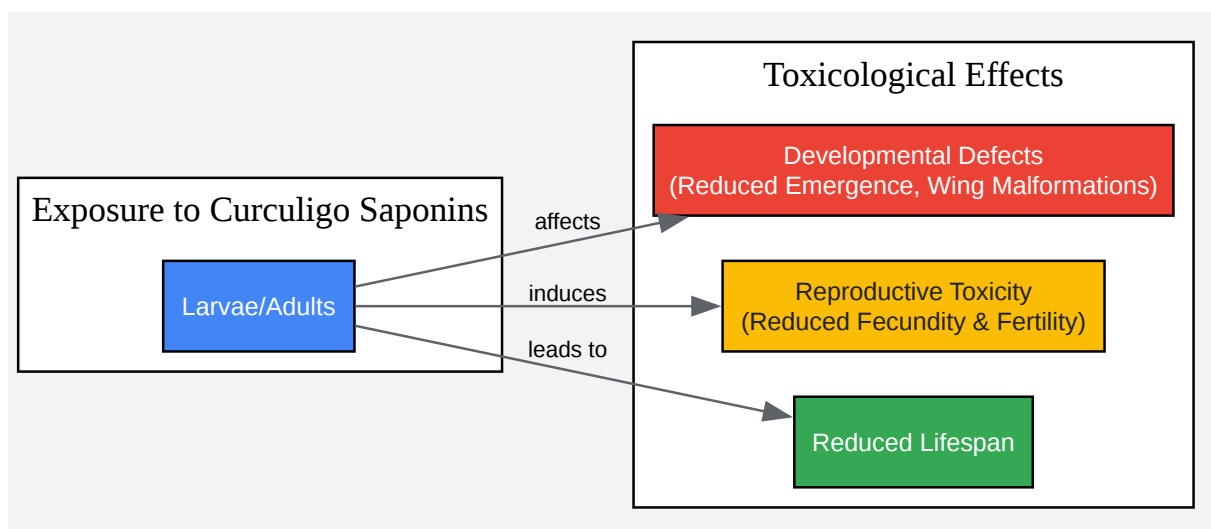 Exposure to Curculigo Saponins
Larvae/Adults
affects
induces
leads to
Toxicological Effects
Developmental Defects
(Reduced Emergence, Wing Malformations)
Reproductive Toxicity
(Reduced Fecundity & Fertility)
Reduced Lifespan